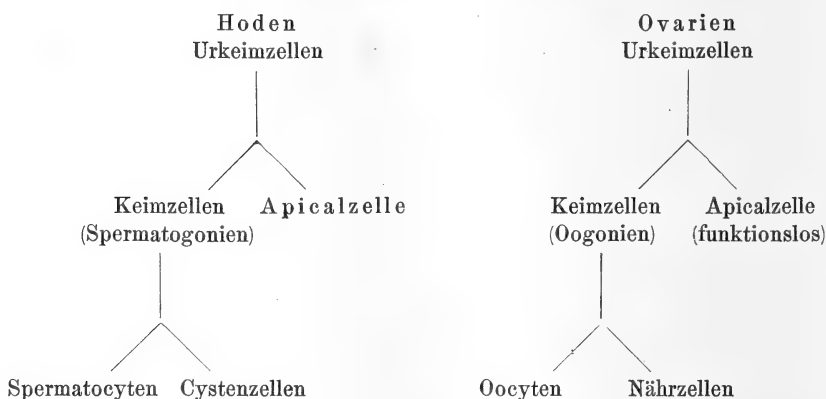 Hoden
Urkeimzellen
Keimzellen
(Spermatogonien)
Apicalzelle
Spermatocyten
Cystenzellen
Ovarien
Urkeimzellen
Keimzellen
(Oogonien)
Apicalzelle
(funktionslos)
Oocyten
Nährzellen